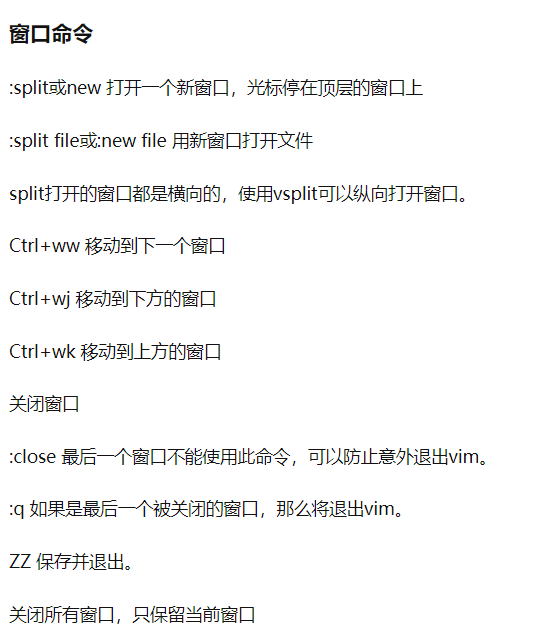 窗口命令
:split或new 打开一个新窗口，光标停在顶层的窗口上
:split file或:new file 用新窗口打开文件
split打开的窗口都是横向的，使用vsplit可以纵向打开窗口。
Ctrl+ww 移动到下一个窗口
Ctrl+wj 移动到下方的窗口
Ctrl+wk 移动到上方的窗口
关闭窗口
:close 最后一个窗口不能使用此命令，可以防止意外退出vim。
:q 如果是最后一个被关闭的窗口，那么将退出vim。
ZZ 保存并退出。
关闭所有窗口，只保留当前窗口